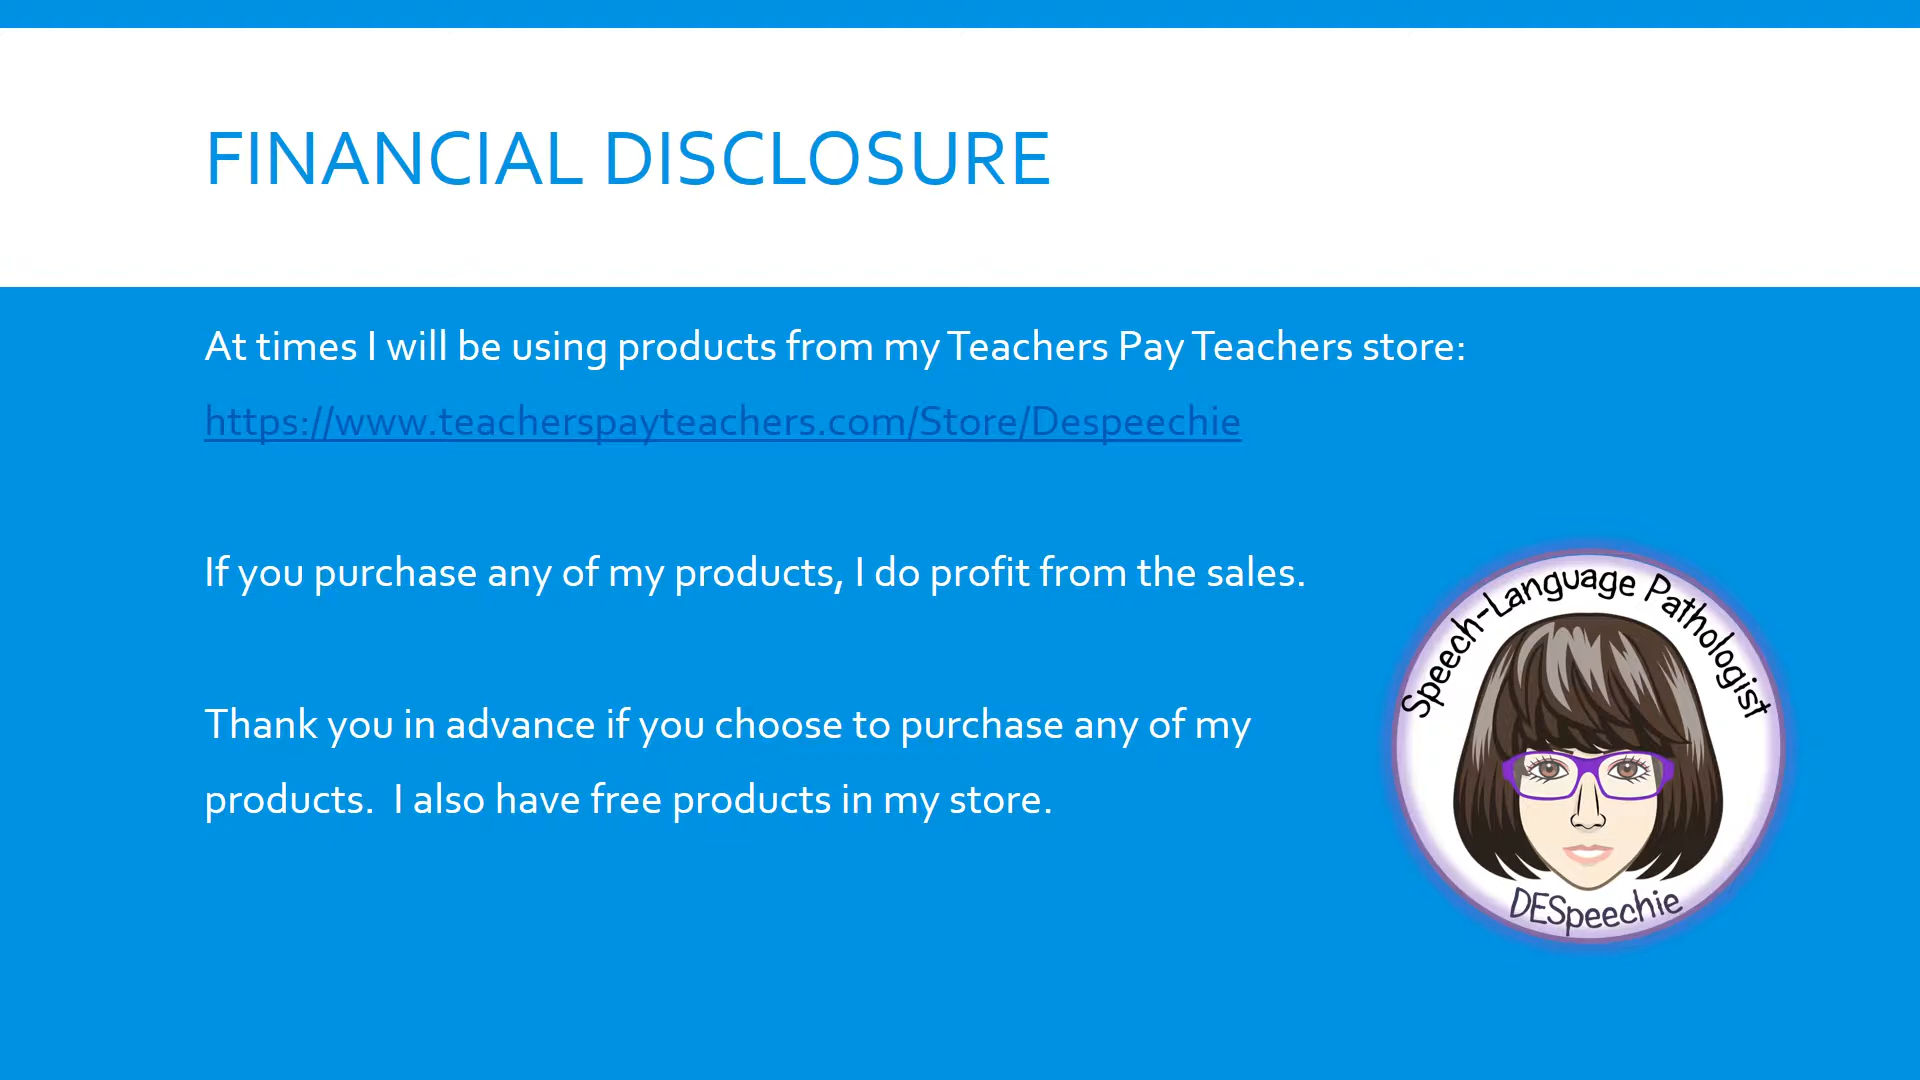 FINANCIAL DISCLOSURE
At times I will be using products from my Teachers Pay Teachers store:
https://www.teacherspayteachers.com/Store/Despeechie
If you purchase any of my products, I do profit from the sales.
Thank you in advance if you choose to purchase any of my
products.  I also have free products in my store.
Speech-Language Pathologist
DESpeechie